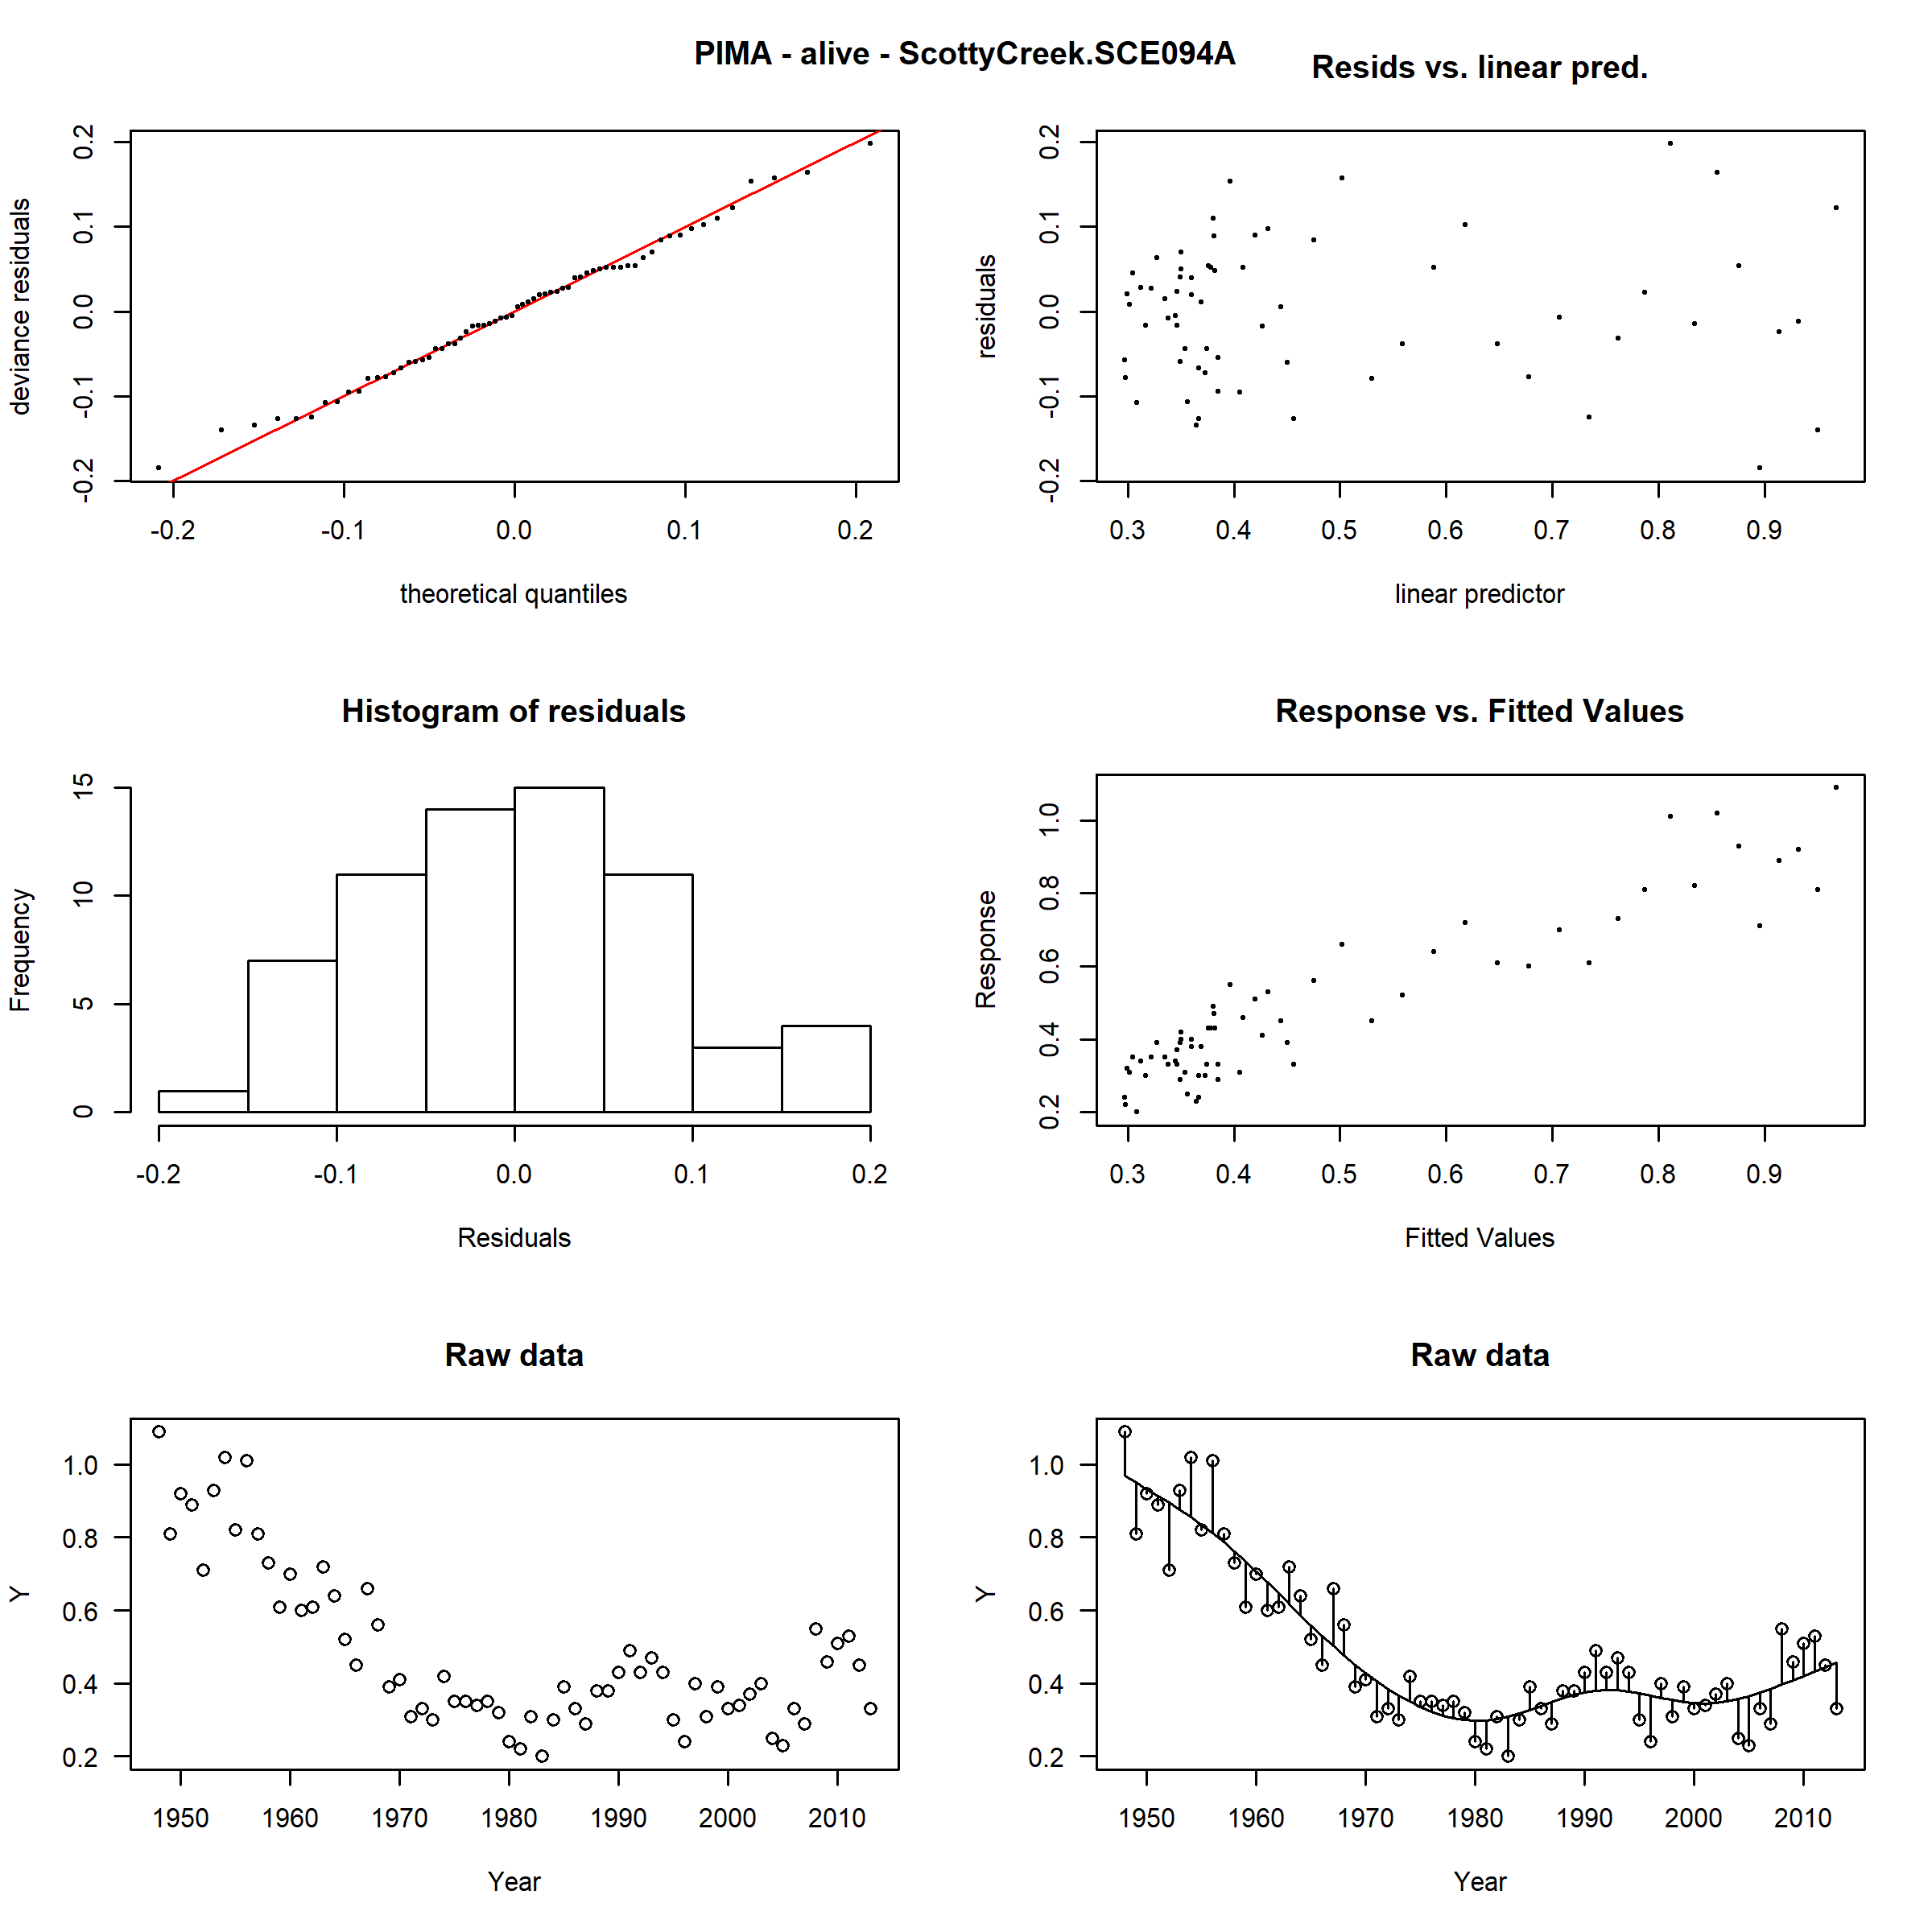 PIMA - alive - ScottyCreek.SCE094A
Resids vs. linear pred.
deviance residuals
-0.2 -0.1 0.0 0.1 0.2
-0.2 -0.1 0.0 0.1 0.2
theoretical quantiles
residuals
-0.2 -0.1 0.0 0.1 0.2
0.3 0.4 0.5 0.6 0.7 0.8 0.9
linear predictor
Histogram of residuals
Frequency
0 5 10 15
-0.2 -0.1 0.0 0.1 0.2
Residuals
Response vs. Fitted Values
Response
0.2 0.4 0.6 0.8 1.0
0.3 0.4 0.5 0.6 0.7 0.8 0.9
Fitted Values
Raw data
Y
1.0
0.8
0.6
0.4
0.2
1950 1960 1970 1980 1990 2000 2010
Year
Raw data
Y
1.0
0.8
0.6
0.4
0.2
1950 1960 1970 1980 1990 2000 2010
Year